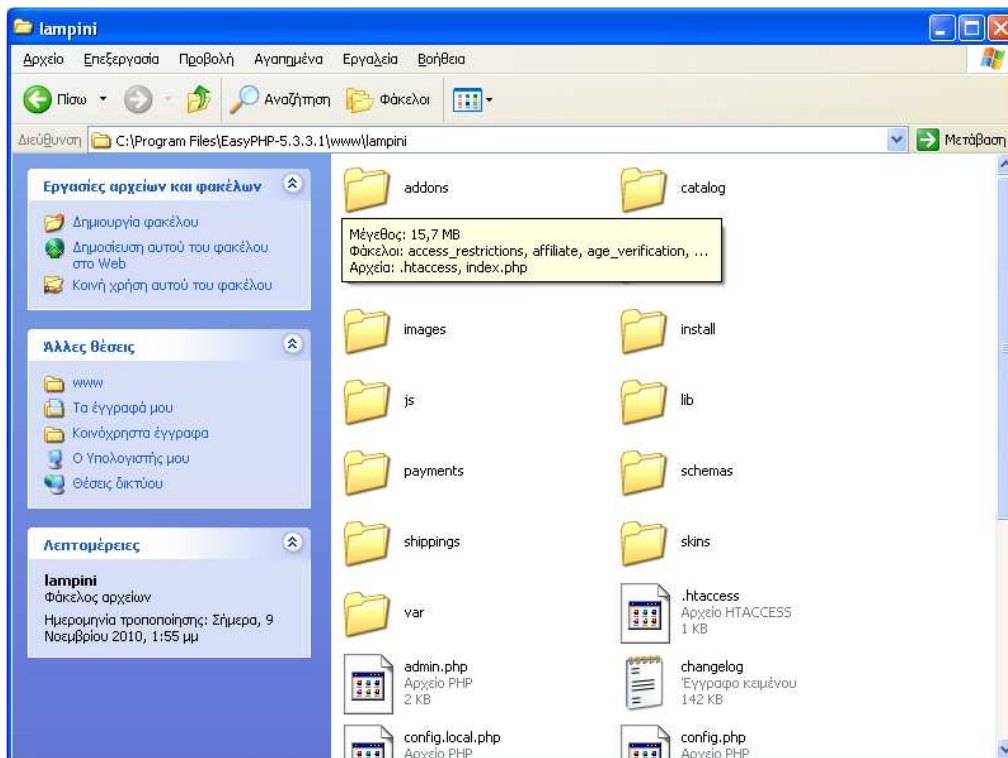 lampini
Αρχείο Επεξεργασία Προβολή Αγαπημένα Εργαλεία Βοήθεια
Πίσω Αναζήτηση Φάκελοι
Διεύθυνση C:\Program Files\EasyPHP-5.3.3.1\www\lampini Μετάβαση
Εργασίες αρχείων και φακέλων
Δημιουργία φακέλου
Δημοσίευση αυτού του φακέλου
στο Web
Κοινή χρήση αυτού του φακέλου
Άλλες θέσεις
www
Τα έγγραφά μου
Κοινόχρηστα έγγραφα
Ο Υπολογιστής μου
Θέσεις δικτύου
Λεπτομέρειες
lampini
Φάκελος αρχείων
Ημερομηνία τροποποίησης: Σήμερα, 9
Νοεμβρίου 2010, 1:55 μμ
addons
catalog
Μέγεθος: 15,7 MB
Φάκελοι: access_restrictions, affiliate, age_verification, ...
Αρχεία: .htaccess, index.php
images
install
js
lib
payments
schemas
shippings
skins
var
.htaccess
Αρχείο HTACCESS
1 KB
admin.php
Αρχείο PHP
2 KB
changelog
Έγγραφο κειμένου
142 KB
config.local.php
Αρχείο PHP
config.php
Αρχείο PHP